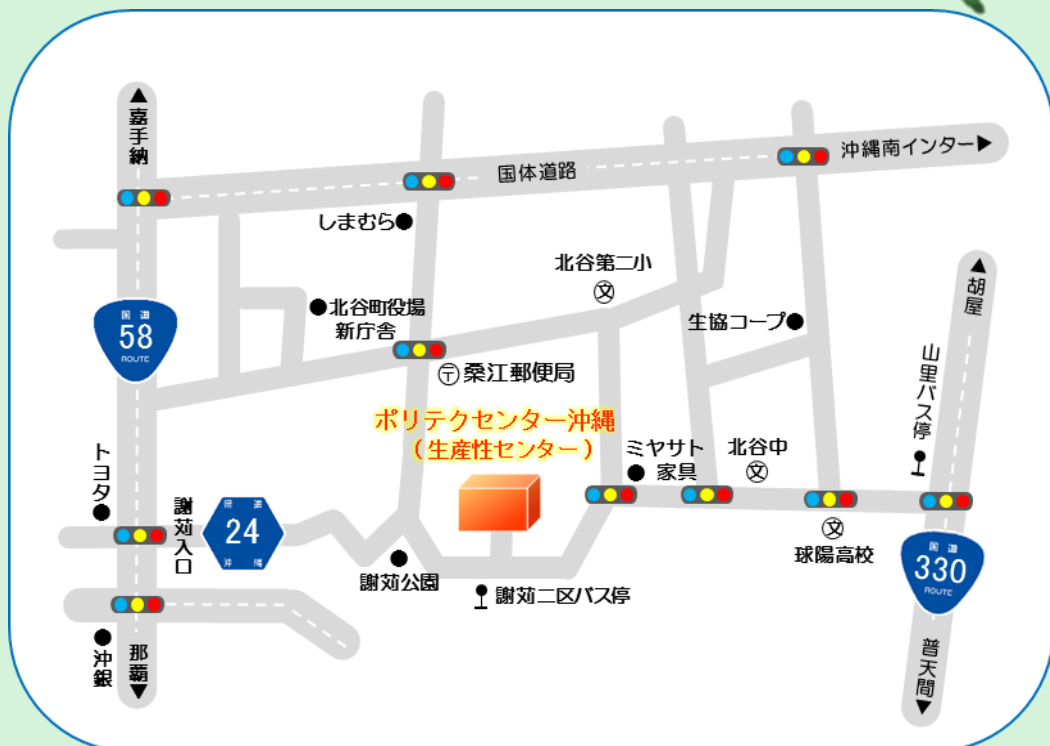 ▲嘉手納
国体道路
沖縄南インター▶
しまむら
北谷第二小
文
北谷町役場
新庁舎
生協コープ
▲胡屋
国道
58
ROUTE
〒桑江郵便局
山里バス停
ポリテクセンター沖縄
（生産性センター）
ミヤサト
家具
北谷中
文
トヨタ
謝苅入口
県道
24
沖縄
文
球陽高校
謝苅公園
謝苅二区バス停
国道
330
ROUTE
沖銀
那覇▼
普天間▼